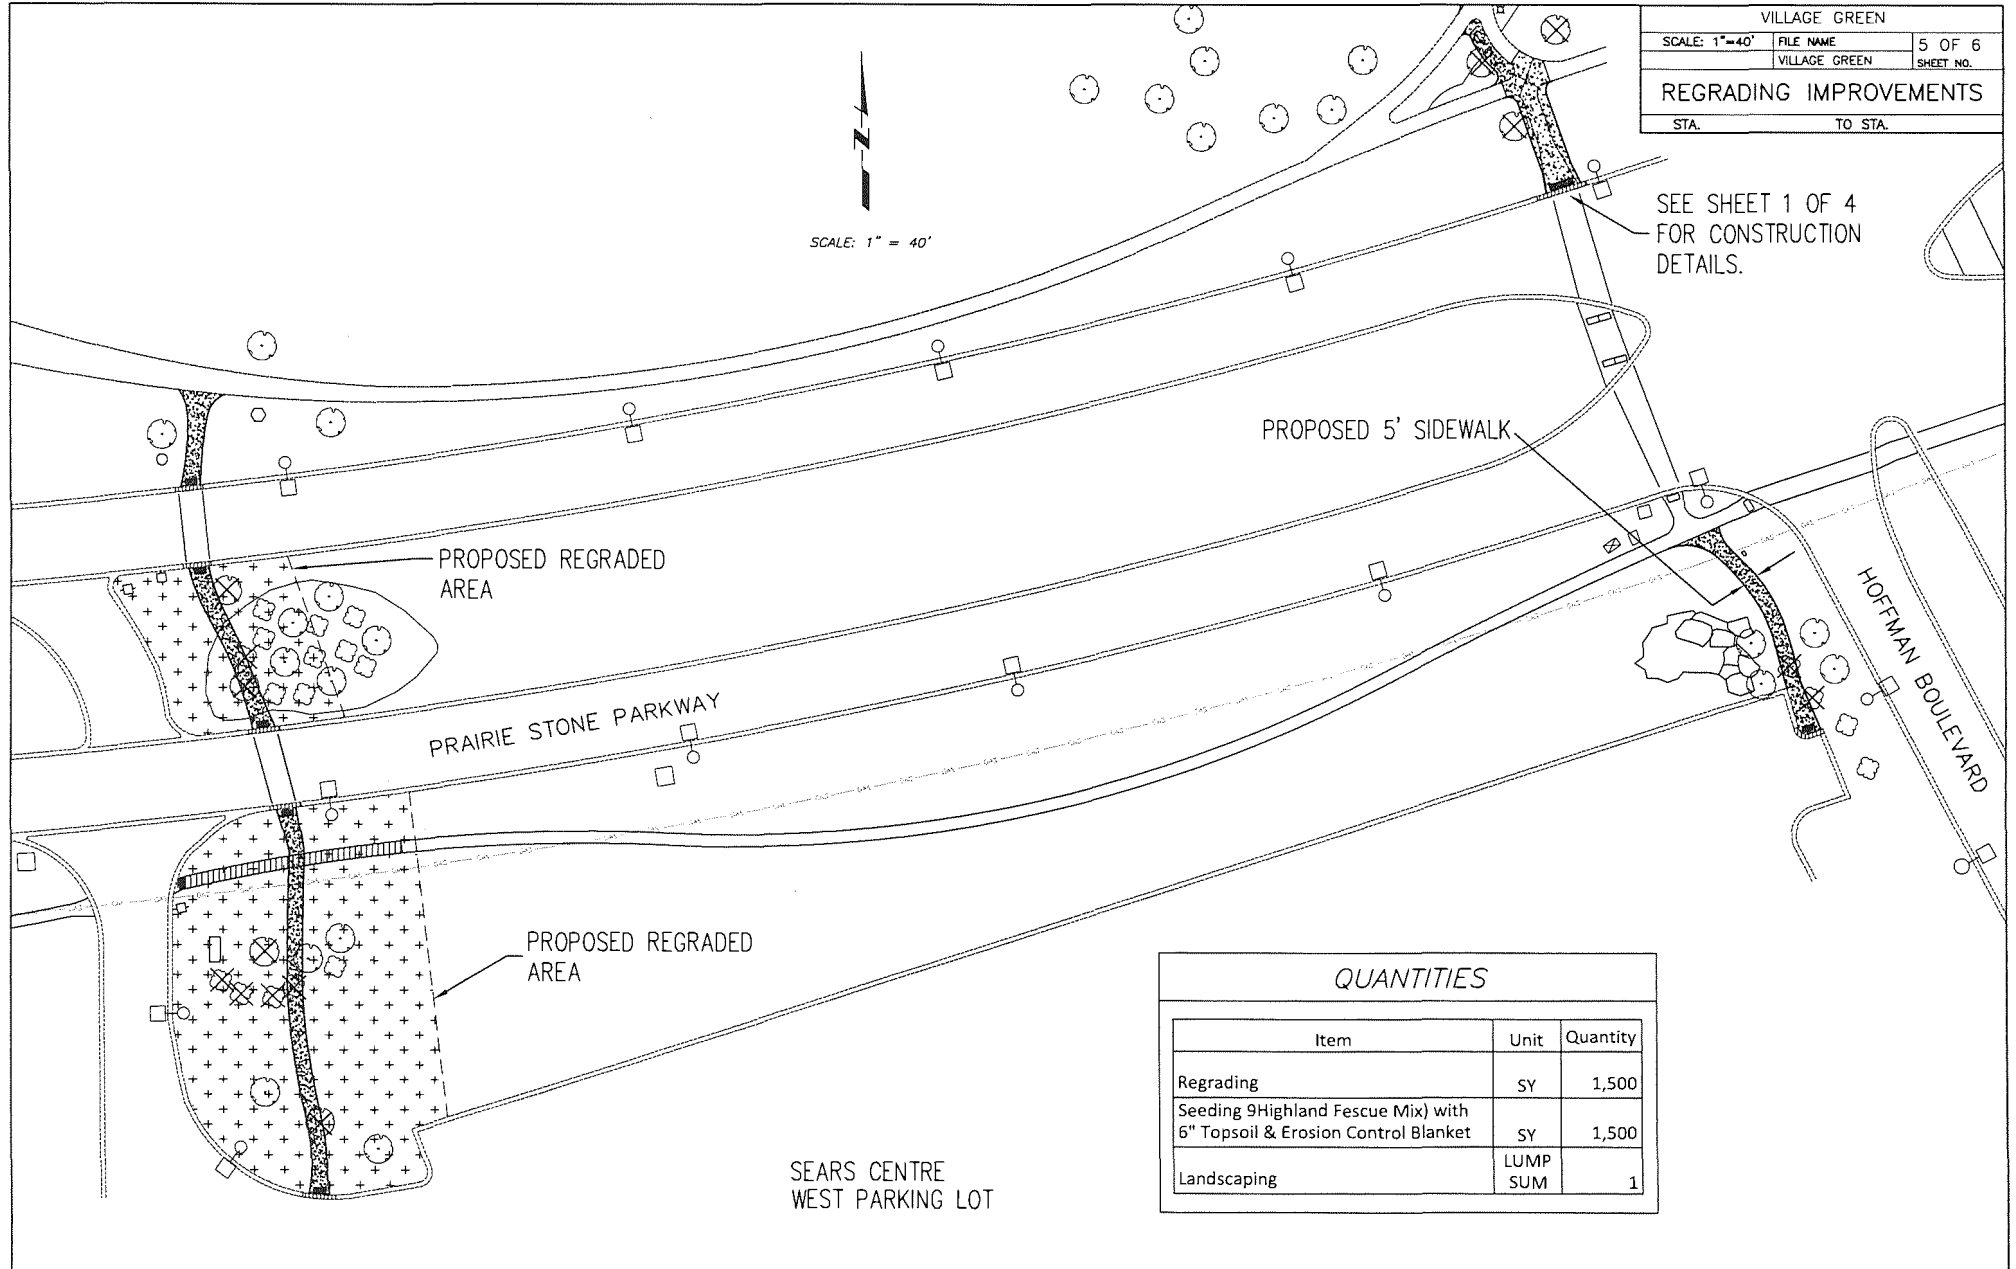 VILLAGE GREEN
SCALE: 1"=40' FILE NAME 5 OF 6
VILLAGE GREEN SHEET NO.
REGRADING IMPROVEMENTS
STA. TO STA.
N
SCALE: 1" = 40'
SEE SHEET 1 OF 4
FOR CONSTRUCTION
DETAILS.
PROPOSED 5' SIDEWALK
PROPOSED REGRADED
AREA
HOFFMAN BOULEVARD
PRAIRIE STONE PARKWAY
PROPOSED REGRADED
AREA
SEARS CENTRE
WEST PARKING LOT
QUANTITIES
Item Unit Quantity
Regrading SY 1,500
Seeding 9Highland Fescue Mix) with
6" Topsoil & Erosion Control Blanket SY 1,500
Landscaping LUMP SUM 1